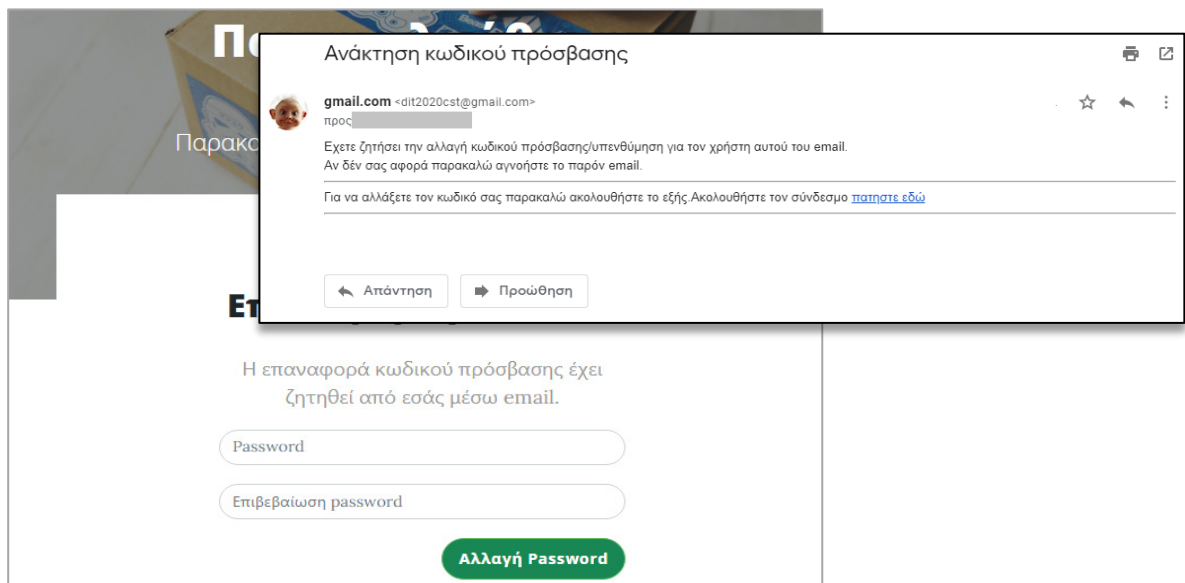 Ανάκτηση κωδικού πρόσβασης
gmail.com <dit2020cst@gmail.com>
προς
Εχετε ζητήσει την αλλαγή κωδικού πρόσβασης/υπενθύμηση για τον χρήστη αυτού του email.
Αν δέν σας αφορά παρακαλώ αγνοήστε το παρόν email.
Για να αλλάξετε τον κωδικό σας παρακαλώ ακολουθήστε το εξής.Ακολουθήστε τον σύνδεσμο πατηστε εδώ
Απάντηση
Προώθηση
Η επαναφορά κωδικού πρόσβασης έχει
ζητηθεί από εσάς μέσω email.
Password
Επιβεβαίωση password
Αλλαγή Password